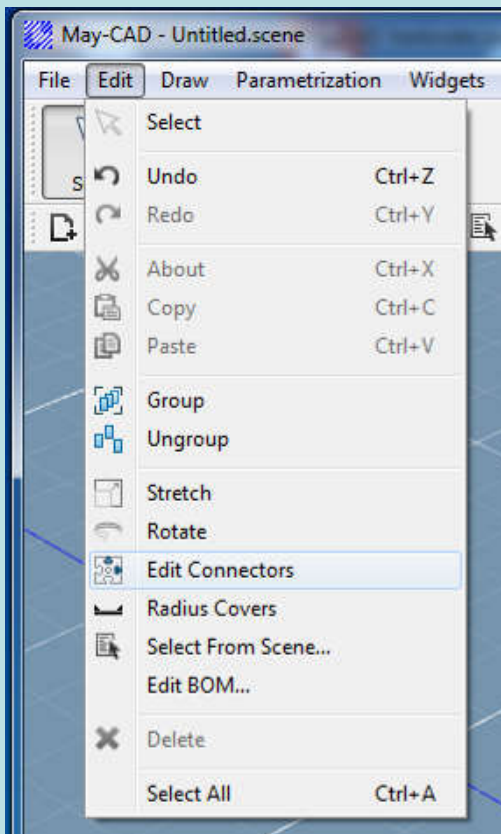 May-CAD - Untitled.scene
File Edit Draw Parametrization Widgets
Select
S
Undo Ctrl+Z
Redo Ctrl+Y
About Ctrl+X
Copy Ctrl+C
Paste Ctrl+V
Group
Ungroup
Stretch
Rotate
Edit Connectors
Radius Covers
Select From Scene...
Edit BOM...
Delete
Select All Ctrl+A